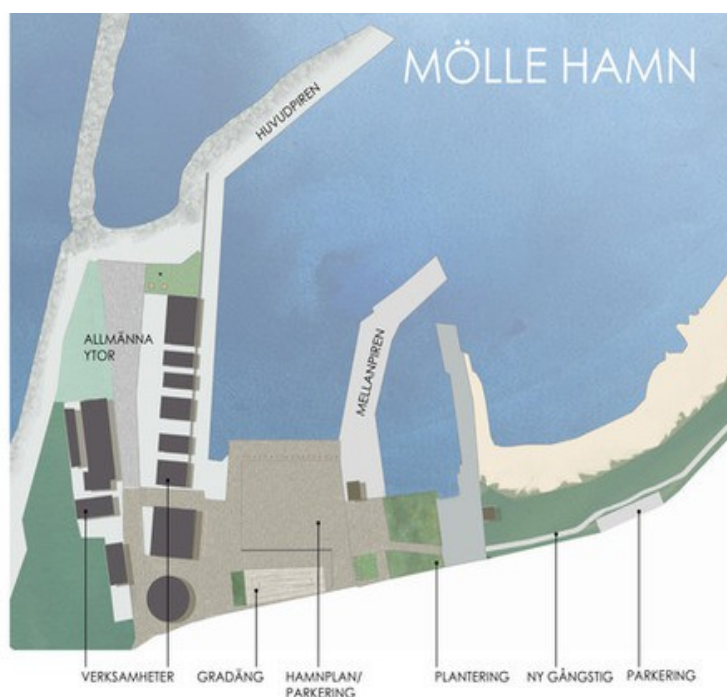 MÖLLE HAMN
HUVUDPIREN
ALLMÄNNA
YTOR
MELLANPIREN
VERKSAMHETER
GRADÄNG
HAMNPLAN/
PARKERING
PLANTERING
NY GÅNGSTIG
PARKERING